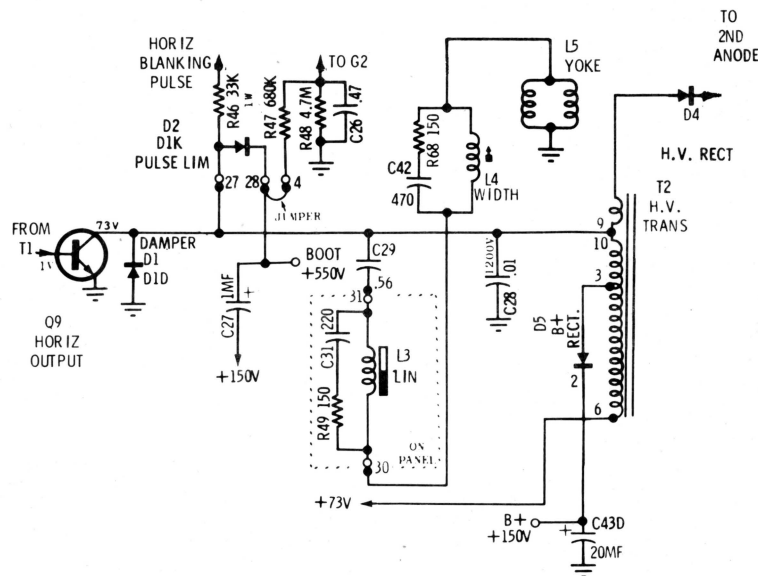 TO
2ND
ANODE
HORIZ
BLANKING
PULSE
TO G2
L5
YOKE
R46 33K
1W
R47 680K
R48 4.7M
.47
C26
D4
D2
D1K
PULSE LIM
R68 150
C42
470
L4
WIDTH
H.V. RECT
T2
H.V.
TRANS
27
28
4
JUMPER
FROM
T1
1V
73V
DAMPER
D1
D1D
9
10
BOOT
+550V
C29
.56
1200V
.01
C28
3
Q9
HORIZ
OUTPUT
1MF
+
C27
+150V
31
220
C31
L3
LIN
R49 150
ON
PANEL
30
D5
B+
RECT.
2
6
+73V
B+
+150V
+
C43D
20MF